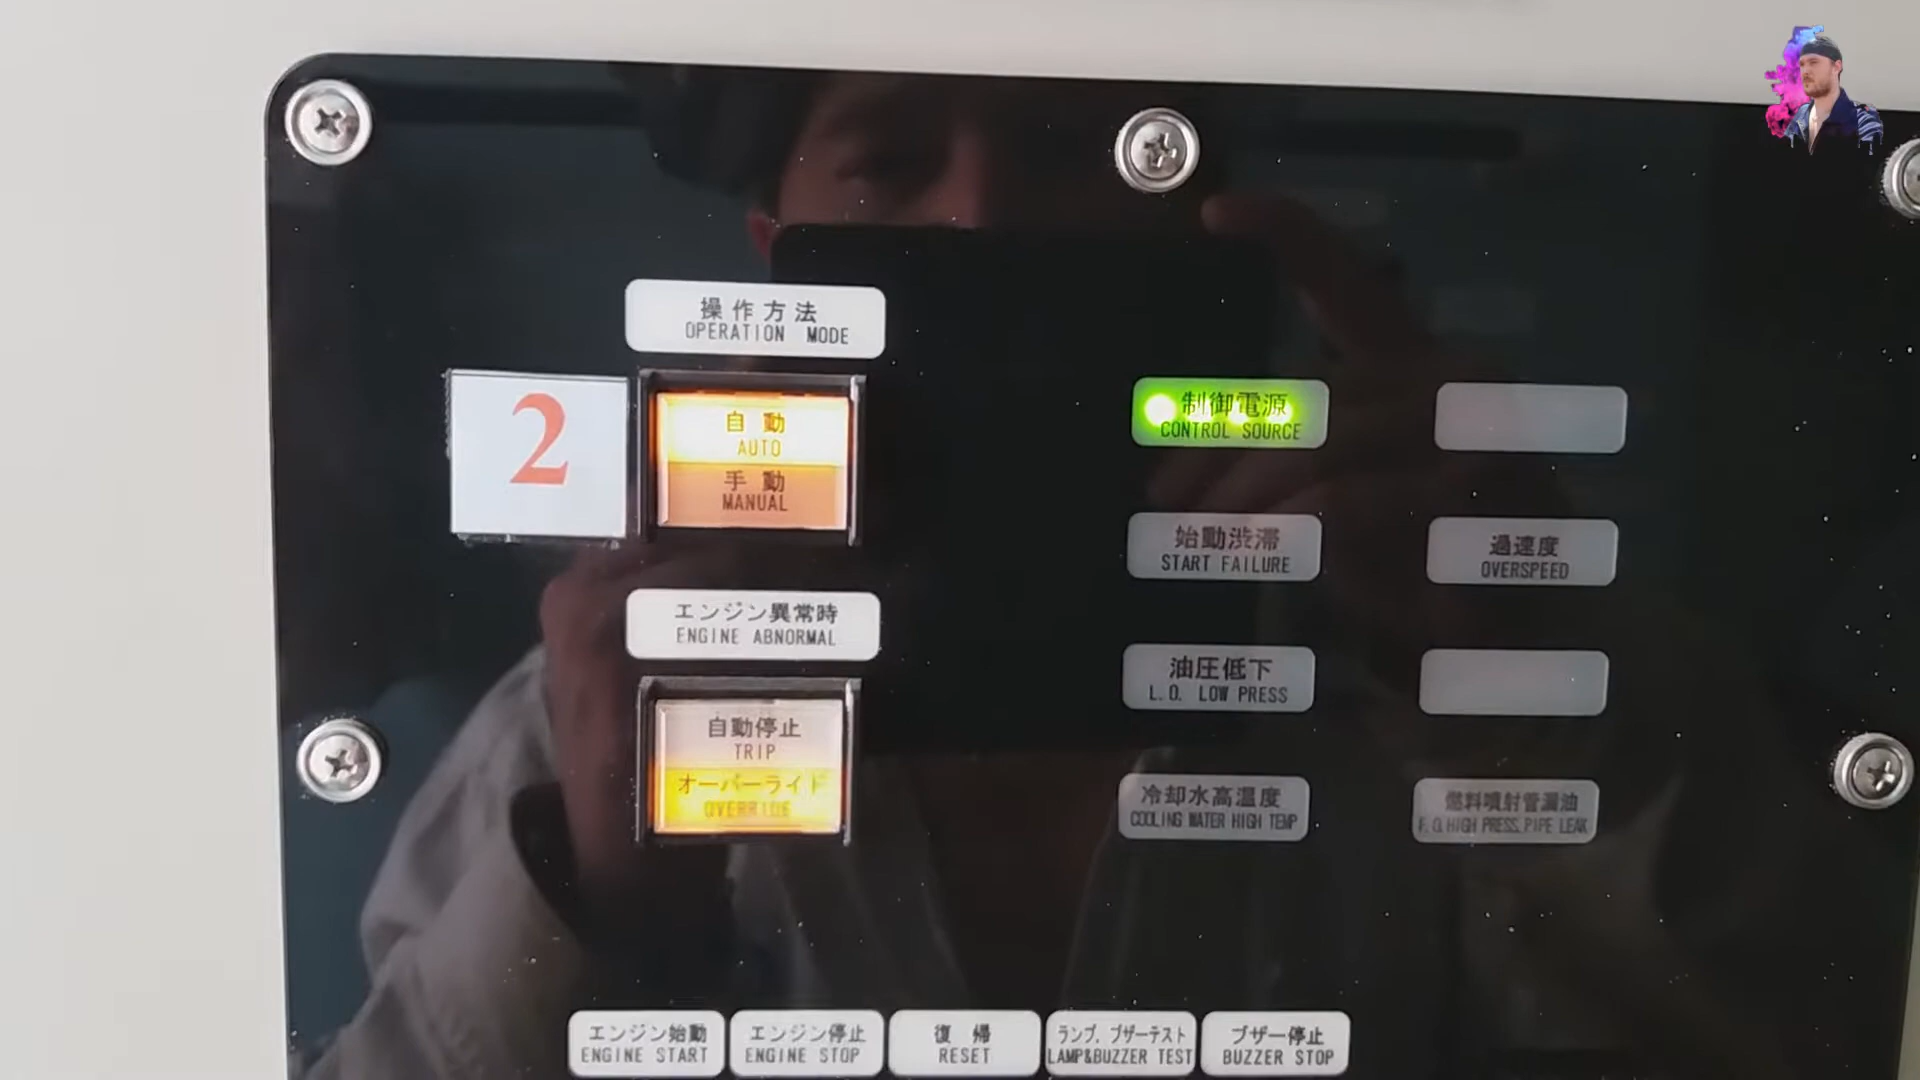 操作方法
OPERATION MODE
2
自動
AUTO
手動
MANUAL
制御電源
CONTROL SOURCE
始動渋滞
START FAILURE
過速度
OVERSPEED
エンジン異常時
ENGINE ABNORMAL
油圧低下
L.O. LOW PRESS
自動停止
TRIP
オーバーライド
OVERRIDE
冷却水高温度
COOLING WATER HIGH TEMP
燃料噴射管漏油
F.O.HIGH PRESS.PIPE LEAK
エンジン始動
ENGINE START
エンジン停止
ENGINE STOP
復帰
RESET
ランプ,ブザーテスト
LAMP&BUZZER TEST
ブザー停止
BUZZER STOP